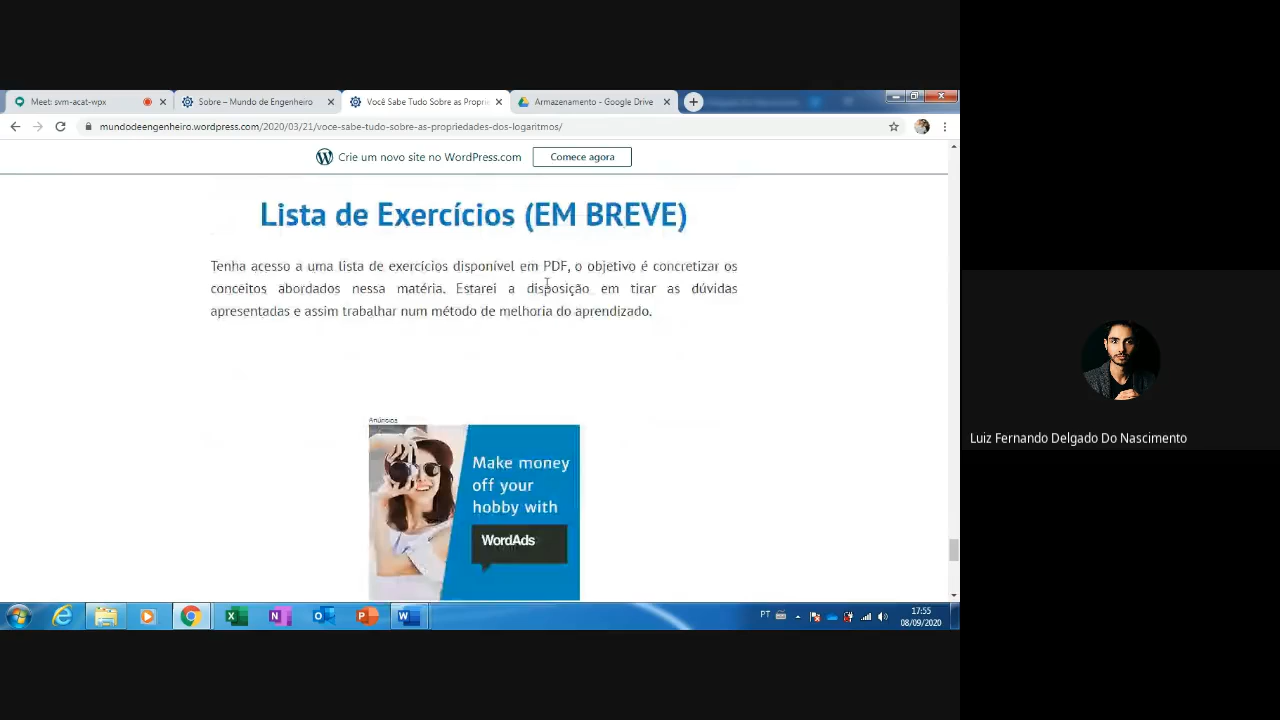 Meet: svm-acat-wpx
Sobre – Mundo de Engenheiro
Você Sabe Tudo Sobre as Proprie
Armazenamento - Google Drive
mundodeengenheiro.wordpress.com/2020/03/21/voce-sabe-tudo-sobre-as-propriedades-dos-logaritmos/
Crie um novo site no WordPress.com
Comece agora
Lista de Exercícios (EM BREVE)
Tenha acesso a uma lista de exercícios disponível em PDF, o objetivo é concretizar os
conceitos abordados nessa matéria. Estarei a disposição em tirar as dúvidas
apresentadas e assim trabalhar num método de melhoria do aprendizado.
Anúncios
Make money
off your
hobby with
WordAds
Luiz Fernando Delgado Do Nascimento
PT
17:55
08/09/2020